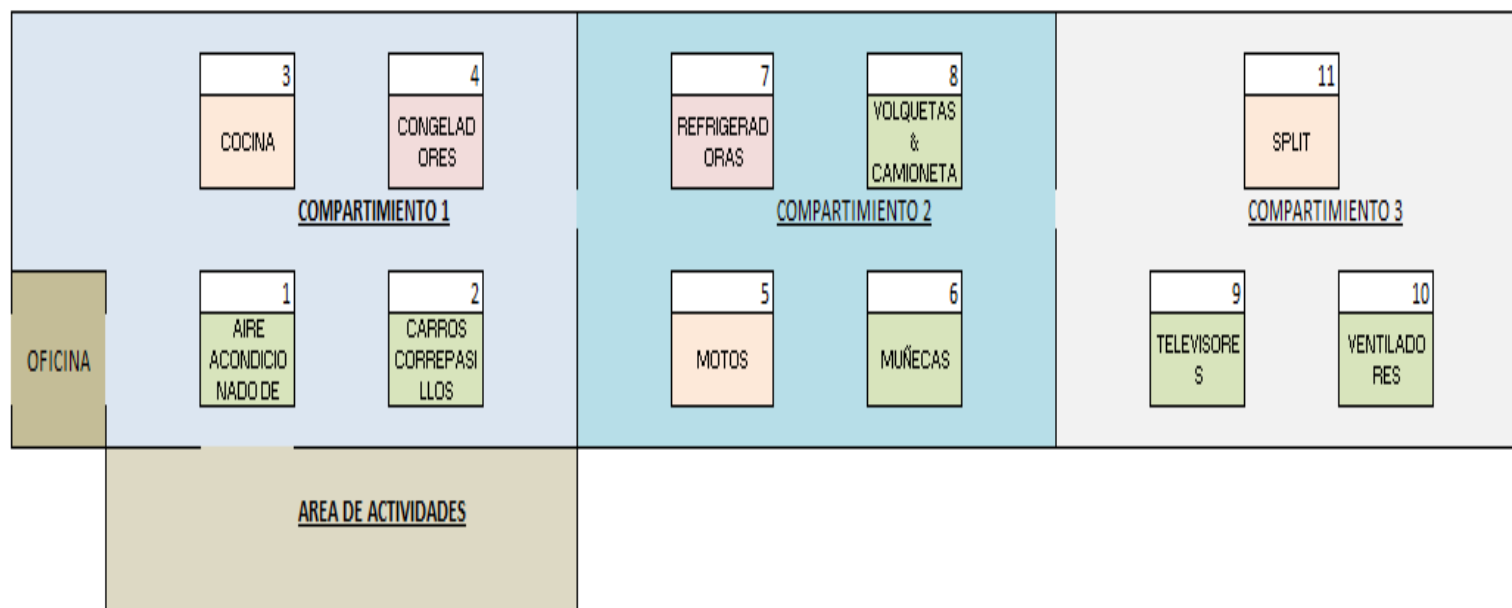 3
COCINA
4
CONGELAD
ORES
COMPARTIMIENTO 1
7
REFRIGERAD
ORAS
8
VOLQUETAS
&
CAMIONETA
COMPARTIMIENTO 2
11
SPLIT
COMPARTIMIENTO 3
OFICINA
1
AIRE
ACONDICIO
NADO DE
2
CARROS
CORREPASI
LLOS
5
MOTOS
6
MUÑECAS
9
TELEVISORE
S
10
VENTILADO
RES
AREA DE ACTIVIDADES